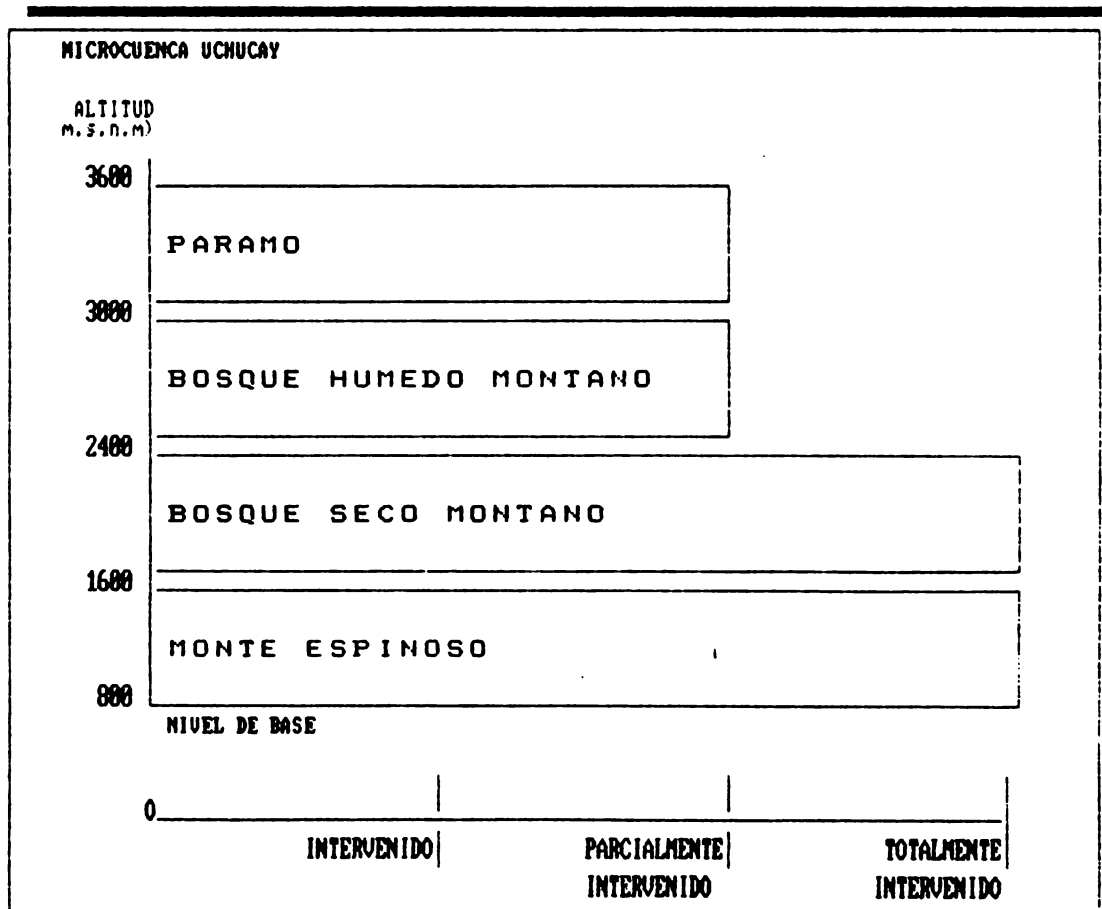 MICROCUENCA UCHUCAY
ALTITUD
m.s.n.m)
3600
PARAMO
3000
BOSQUE HUMEDO MONTANO
2400
BOSQUE SECO MONTANO
1600
MONTE ESPINOSO
800
NIVEL DE BASE
0
INTERVENIDO PARCIALMENTE TOTALMENTE
INTERVENIDO INTERVENIDO